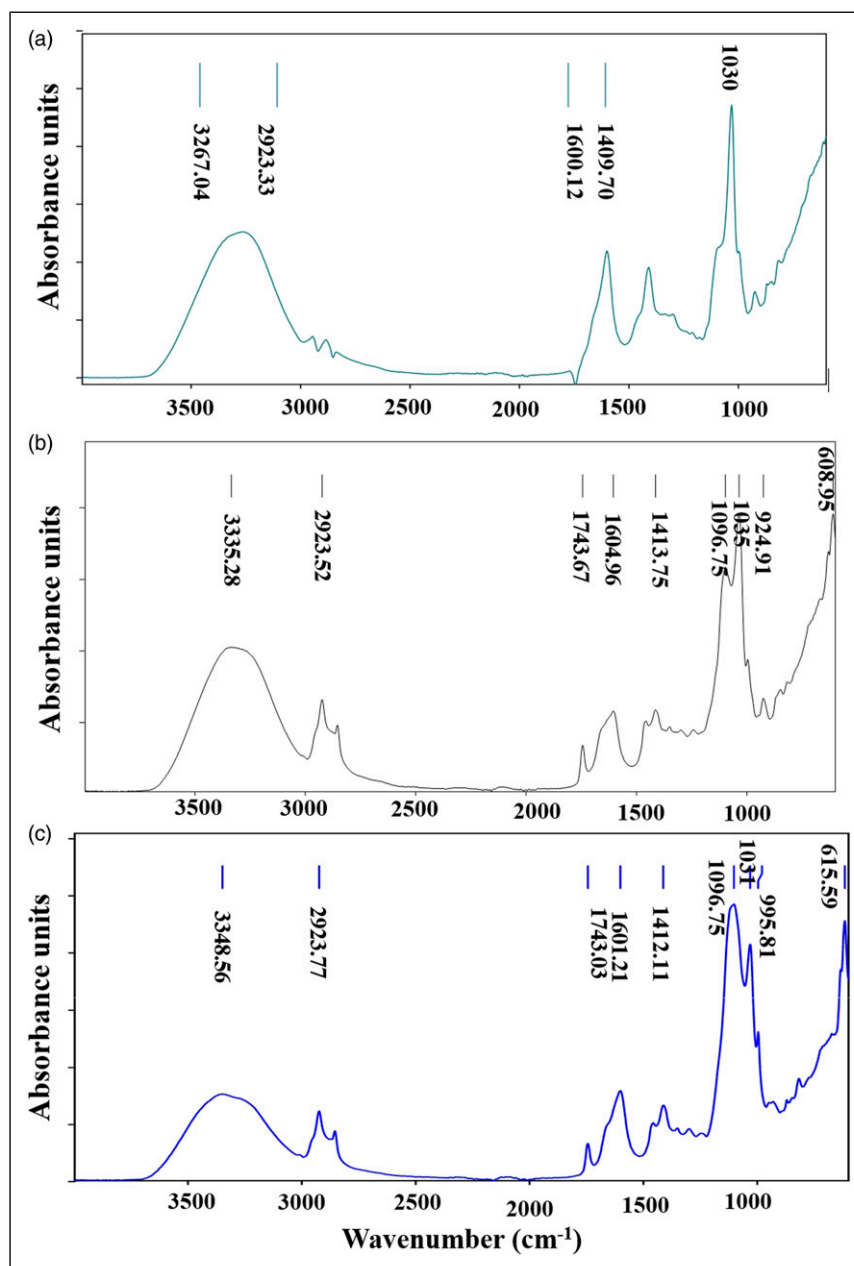 (a)
Absorbance units
3267.04
2923.33
1600.12
1409.70
1030
3500 3000 2000 1500 1000
(b)
Absorbance units
3335.28
2923.52
1743.67
1604.96
1413.75
1096.75
1035
924.91
608.95
3500 3000 2000 1500 1000
(c)
Absorbance units
3348.56
2923.77
1743.03
1601.21
1412.11
1096.75
1031
995.81
615.59
3500 3000 2000 1500 1000
Wavenumber (cm⁻¹)